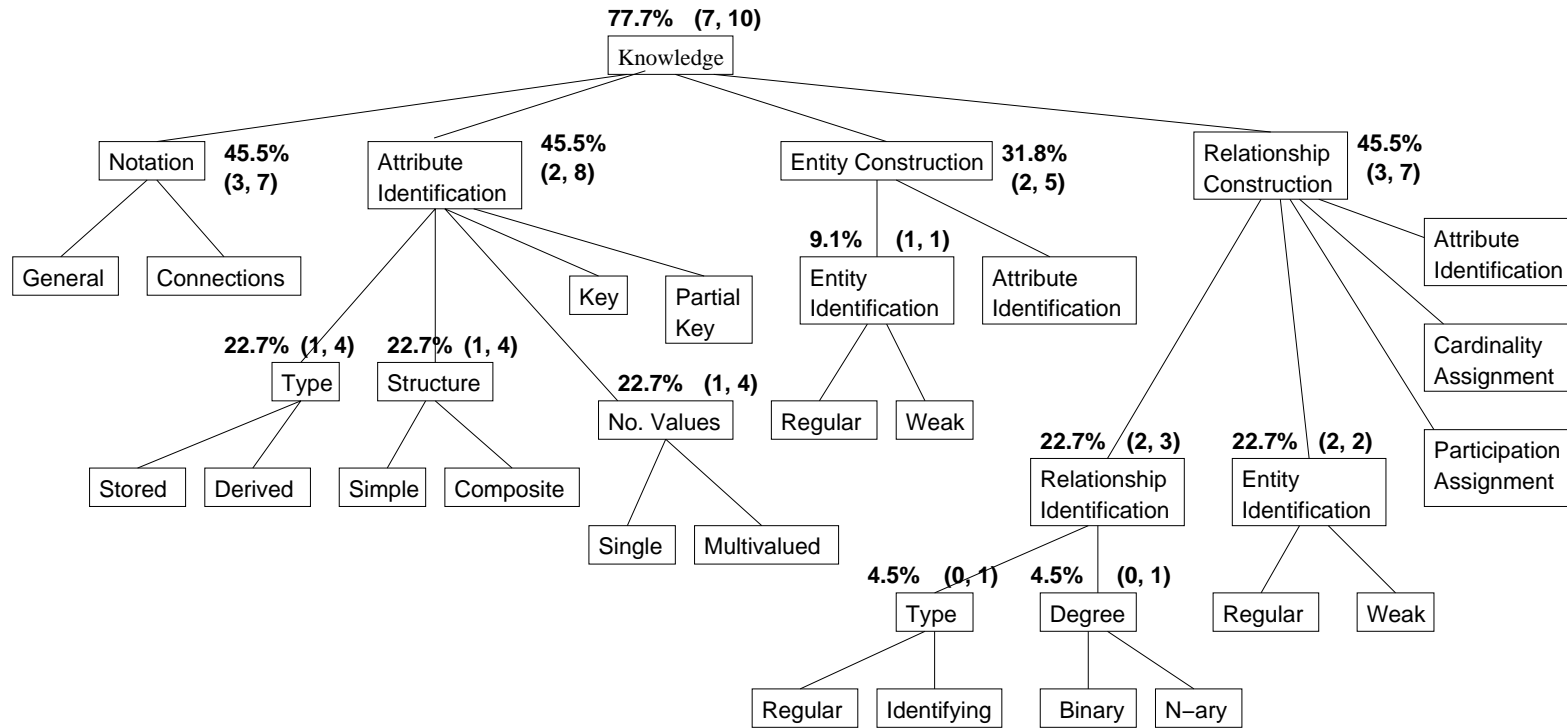 77.7% (7, 10)
Knowledge
Notation
45.5%
(3, 7)
Attribute
Identification
45.5%
(2, 8)
Entity Construction
31.8%
(2, 5)
Relationship
Construction
45.5%
(3, 7)
General
Connections
Key
Partial
Key
9.1% (1, 1)
Entity
Identification
Attribute
Identification
Attribute
Identification
22.7% (1, 4)
Type
22.7% (1, 4)
Structure
22.7% (1, 4)
No. Values
Regular
Weak
Cardinality
Assignment
Participation
Assignment
Stored
Derived
Simple
Composite
22.7% (2, 3)
Relationship
Identification
22.7% (2, 2)
Entity
Identification
Single
Multivalued
4.5% (0, 1)
Type
4.5% (0, 1)
Degree
Regular
Weak
Regular
Identifying
Binary
N−ary